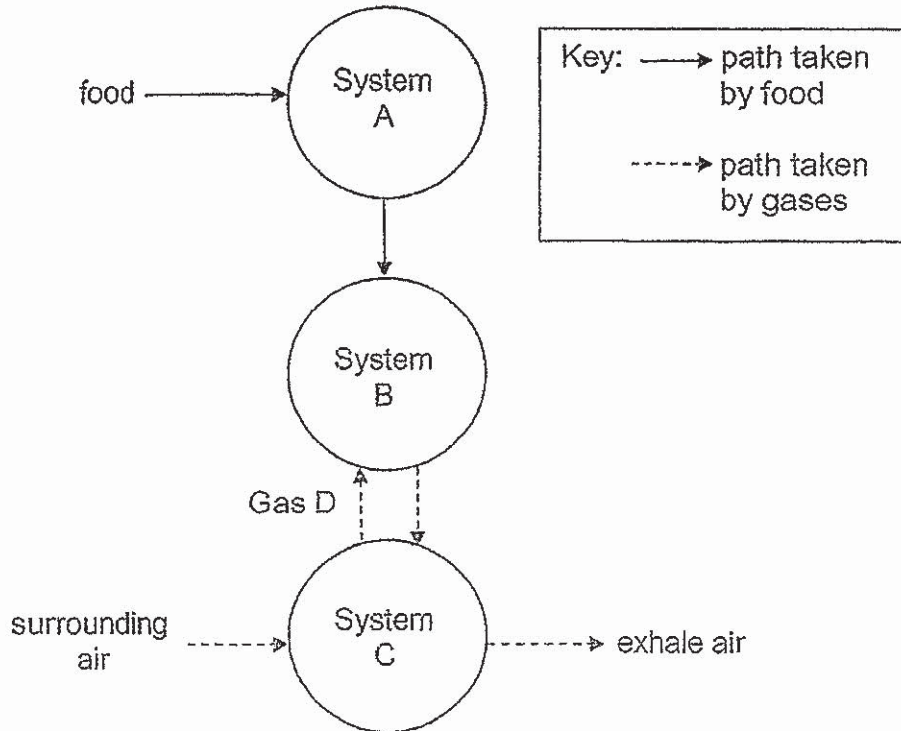 food
System
A
Key: path taken
by food
path taken
by gases
System
B
Gas D
surrounding
air
System
C
exhale air